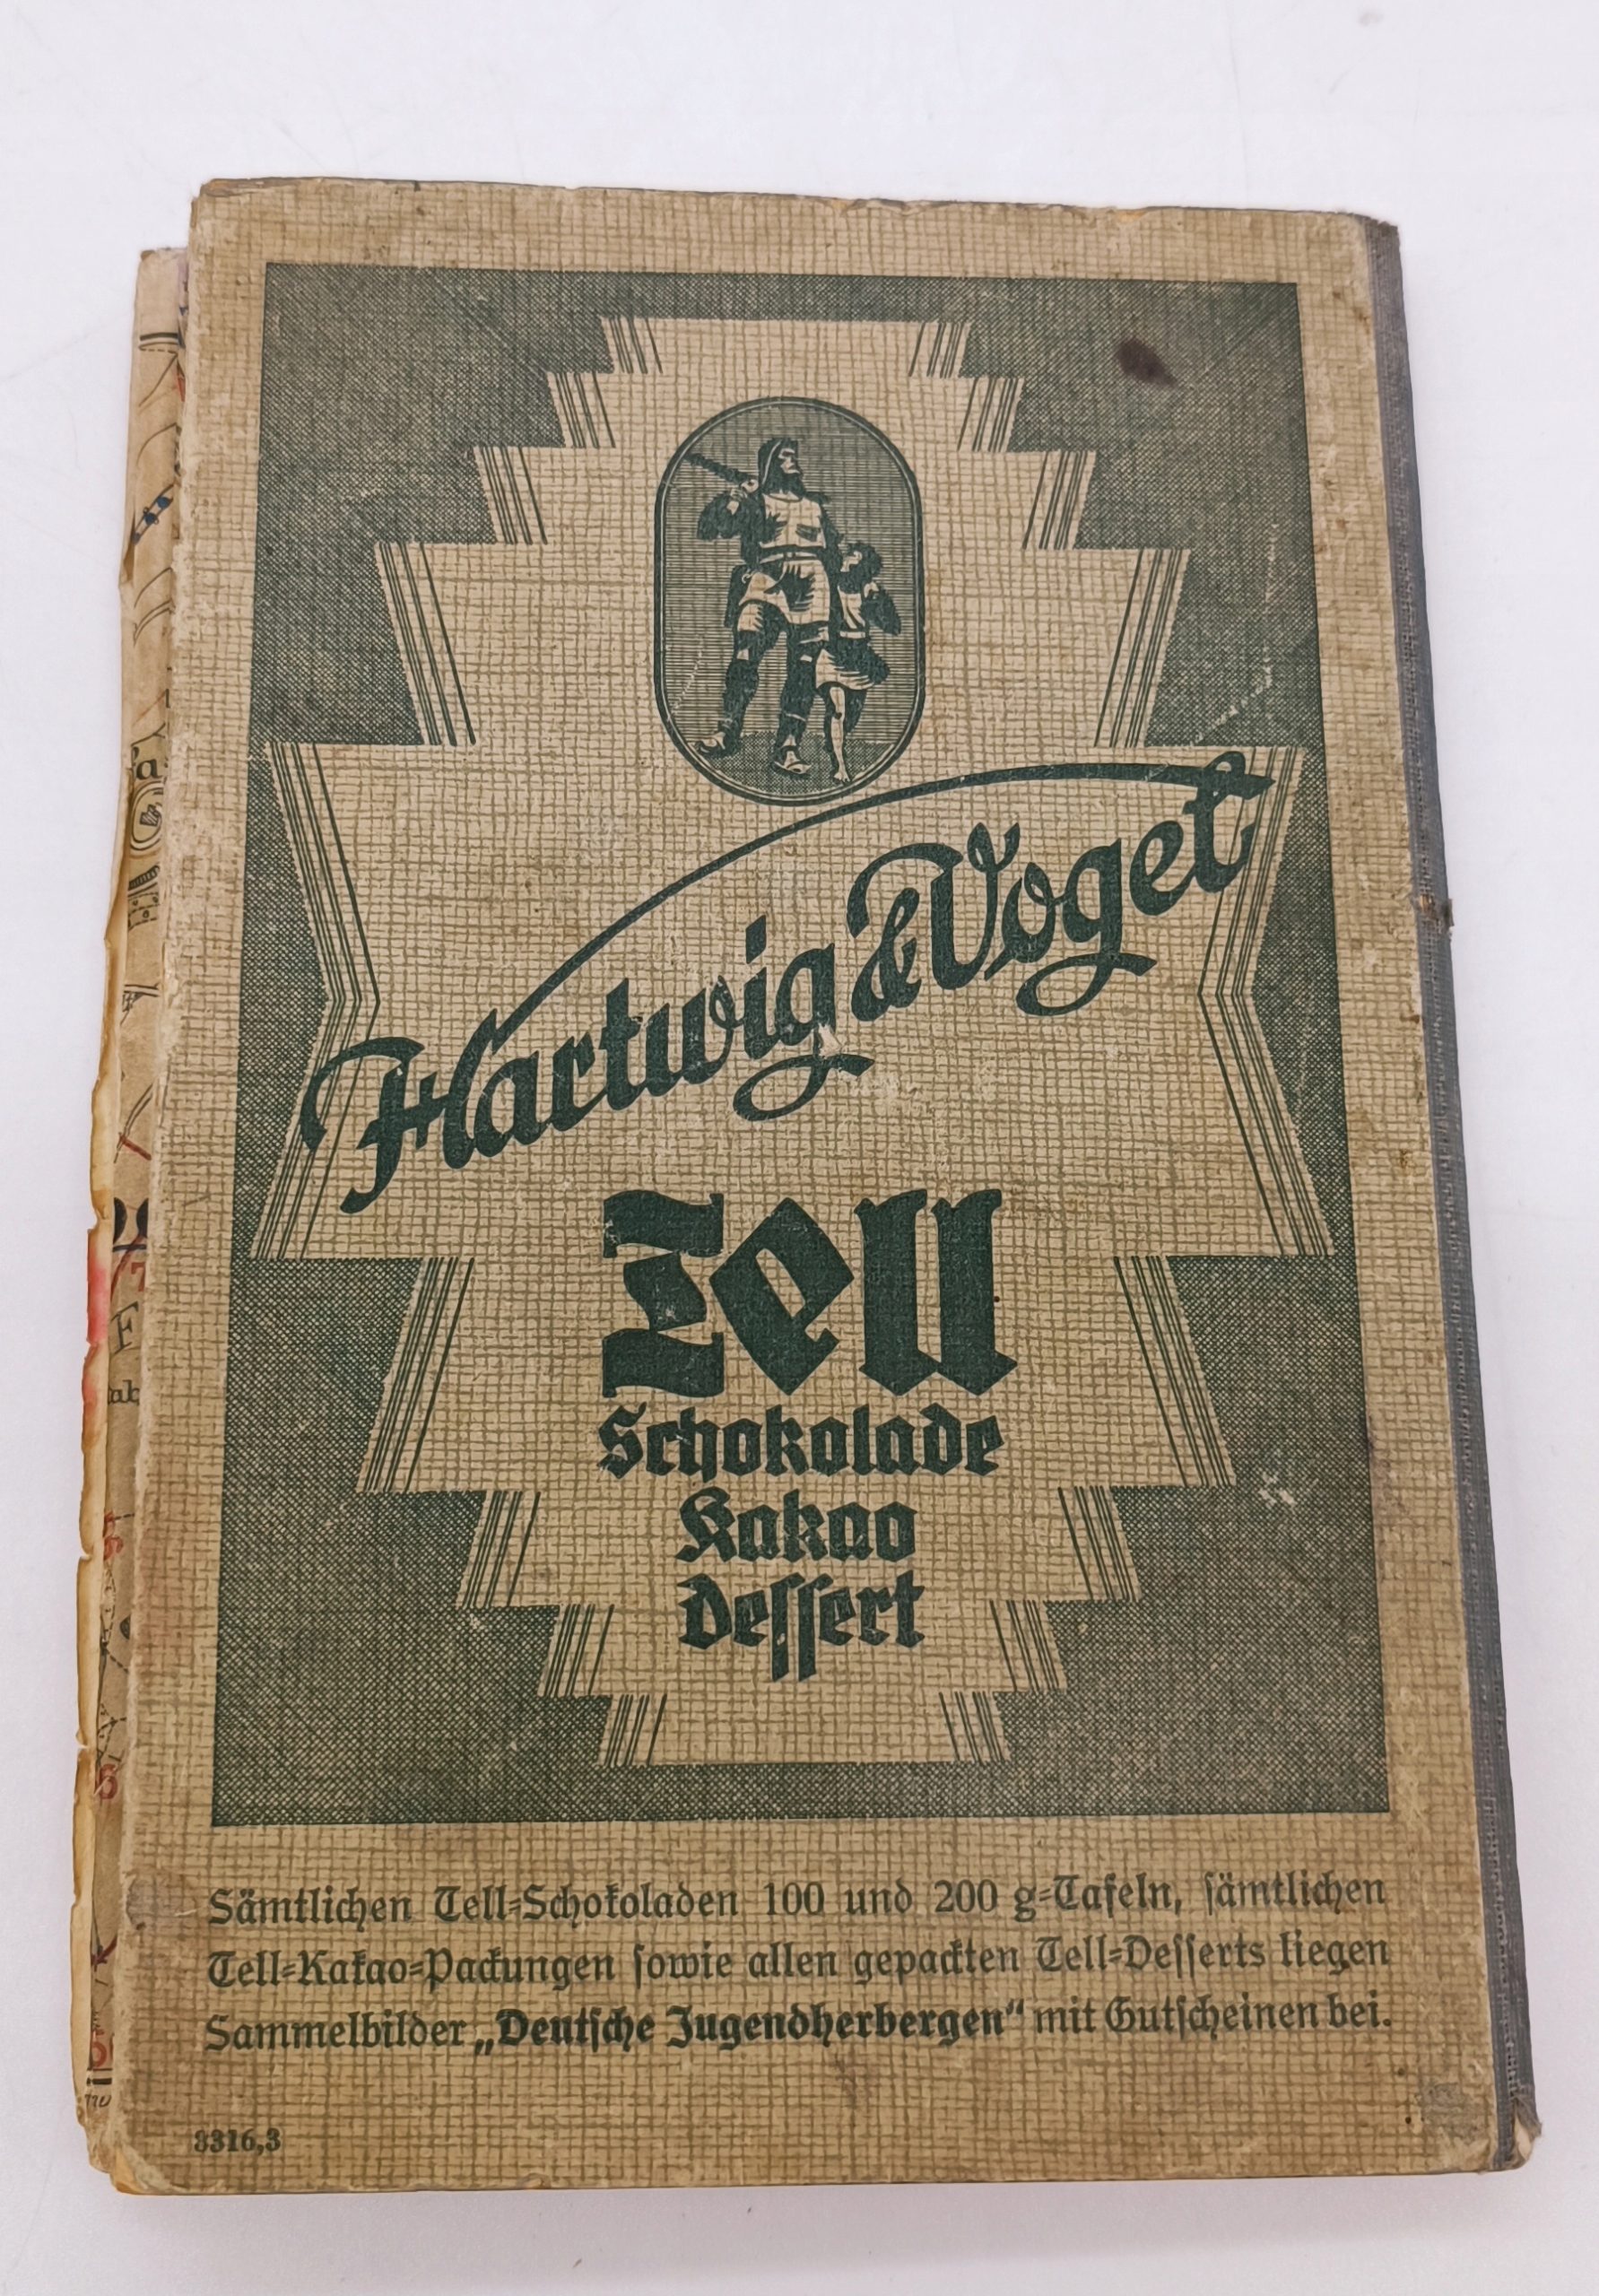 Hartwig & Vogel
Tell
Schokolade
Kakao
Dessert
Sämtlichen Tell-Schokoladen 100 und 200 g-Tafeln, sämtlichen
Tell-Kakao-Packungen sowie allen gepackten Tell-Desserts liegen
Sammelbilder „Deutsche Jugendherbergen“ mit Gutscheinen bei.
3316,3